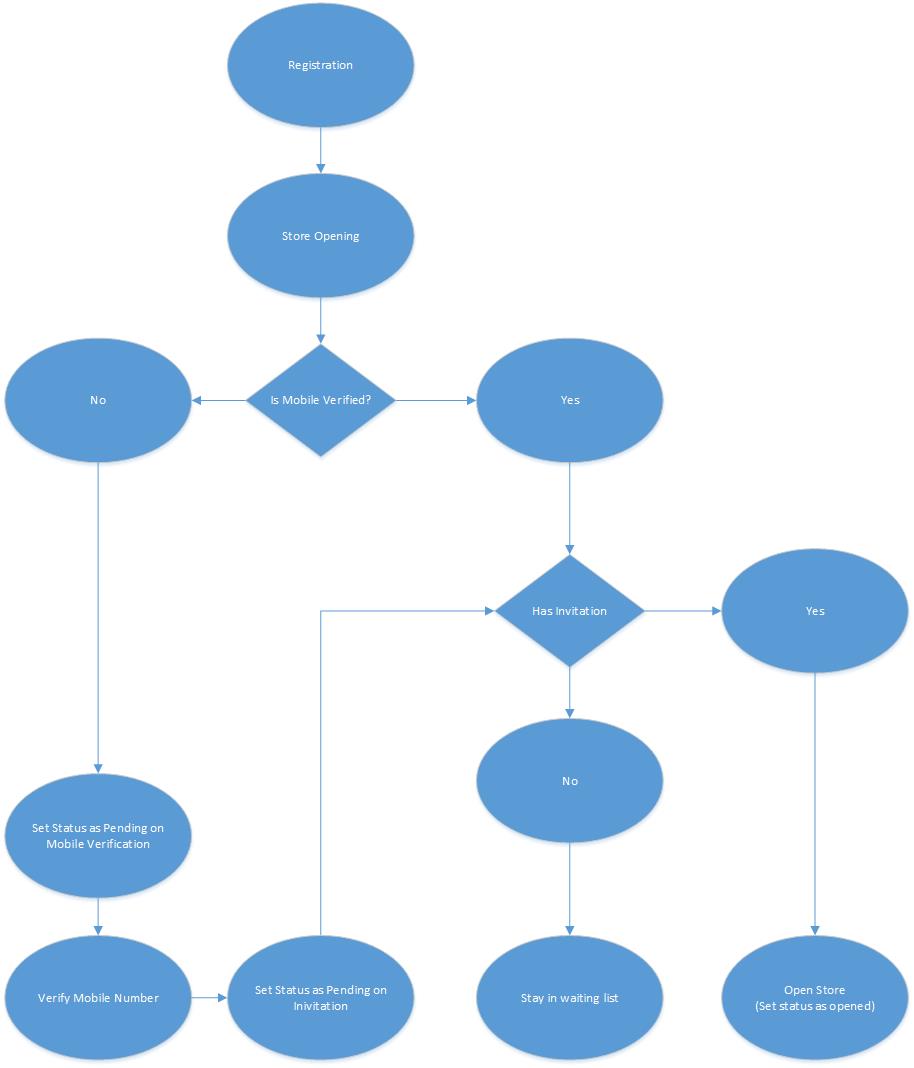 Registration
Store Opening
No
Is Mobile Verified?
Yes
Has Invitation
Yes
No
Set Status as Pending on
Mobile Verification
Verify Mobile Number
Set Status as Pending on
Inivitation
Stay in waiting list
Open Store
(Set status as opened)